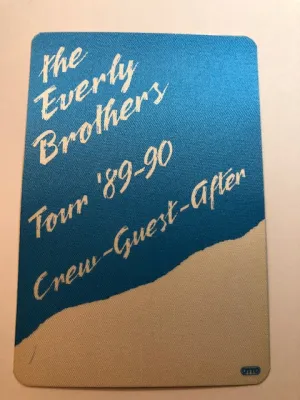 the
Everly
Brothers
Tour '89-90
Crew-Guest-After